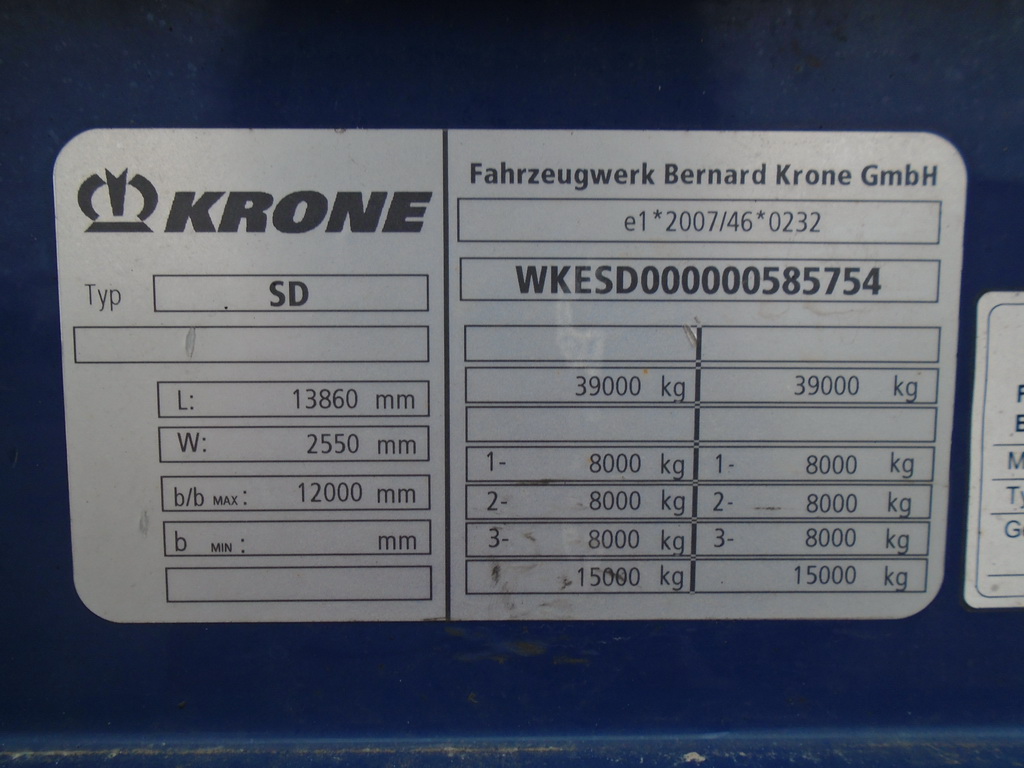 KRONE
Typ SD
L: 13860 mm
W: 2550 mm
b/b MAX: 12000 mm
b MIN: mm
Fahrzeugwerk Bernard Krone GmbH
e1*2007/46*0232
WKESD000000585754
39000 kg 39000 kg
1- 8000 kg 1- 8000 kg
2- 8000 kg 2- 8000 kg
3- 8000 kg 3- 8000 kg
15000 kg 15000 kg